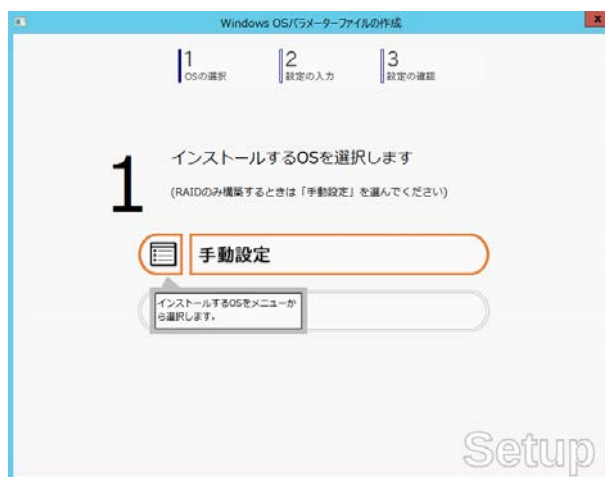 Windows OSパラメーターファイルの作成
x
1
OSの選択
2
設定の入力
3
設定の確認
1
インストールするOSを選択します
(RAIDのみ構築するときは「手動設定」を選んでください)
手動設定
インストールするOSをメニューか
ら選択します。
Setup